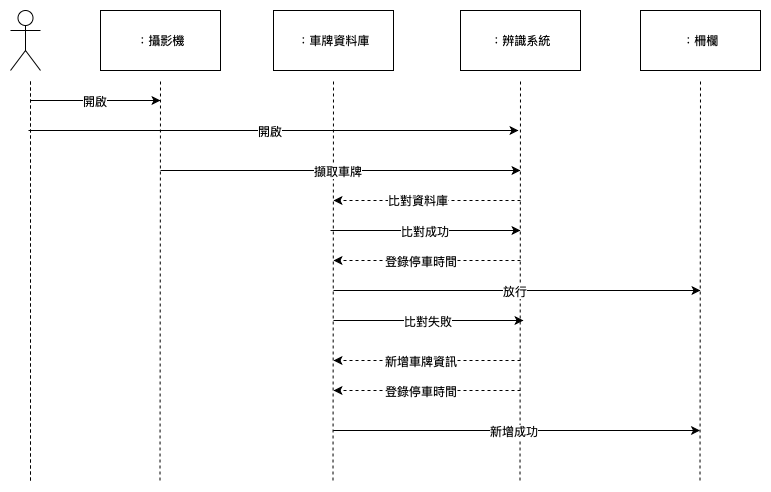 ：攝影機
：車牌資料庫
：辨識系統
：柵欄
開啟
開啟
擷取車牌
比對資料庫
比對成功
登錄停車時間
放行
比對失敗
新增車牌資訊
登錄停車時間
新增成功